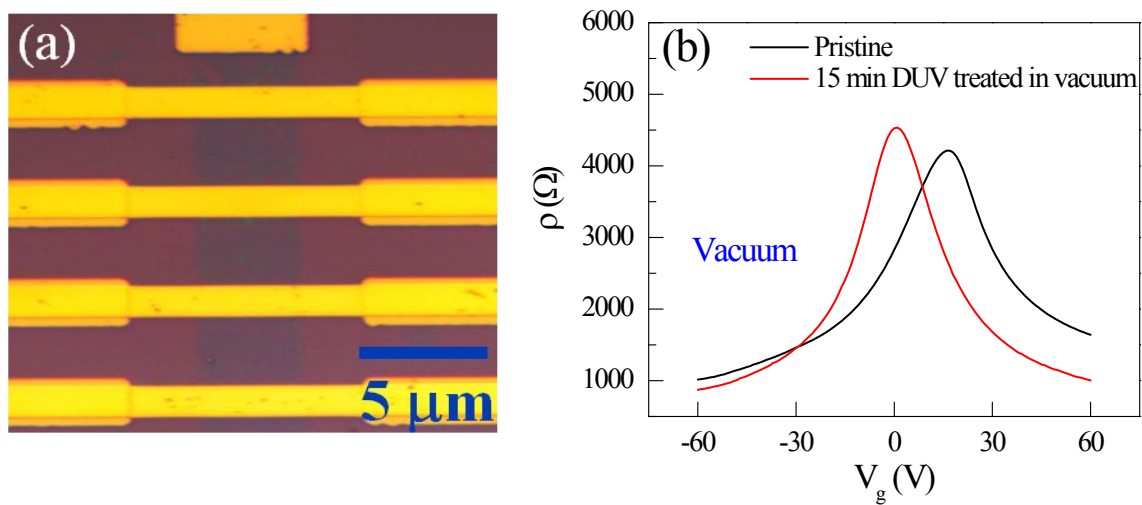 (a)
5 μm
(b)
Pristine
15 min DUV treated in vacuum
Vacuum
ρ (Ω)
6000
5000
4000
3000
2000
1000
-60 -30 0 30 60
V_g (V)